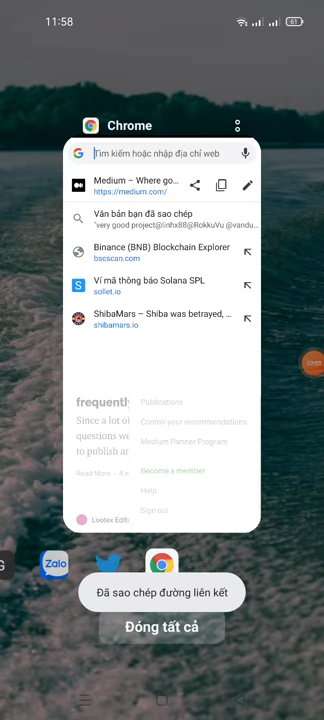 11:58
61
Chrome
Tìm kiếm hoặc nhập địa chỉ web
Medium – Where go...
https://medium.com/
Văn bản bạn đã sao chép
"very good project@linhx88@RokkuVu @vandu...
Binance (BNB) Blockchain Explorer
bscscan.com
S
Ví mã thông báo Solana SPL
sollet.io
ShibaMars – Shiba was betrayed, ...
shibamars.io
frequently
Since a lot of
questions we
to publish an
Read More · 4 m
Lootex Edito
Publications
Control your recommendations
Medium Partner Program
Become a member
Help
Sign out
G
Zalo
Đã sao chép đường liên kết
Đóng tất cả